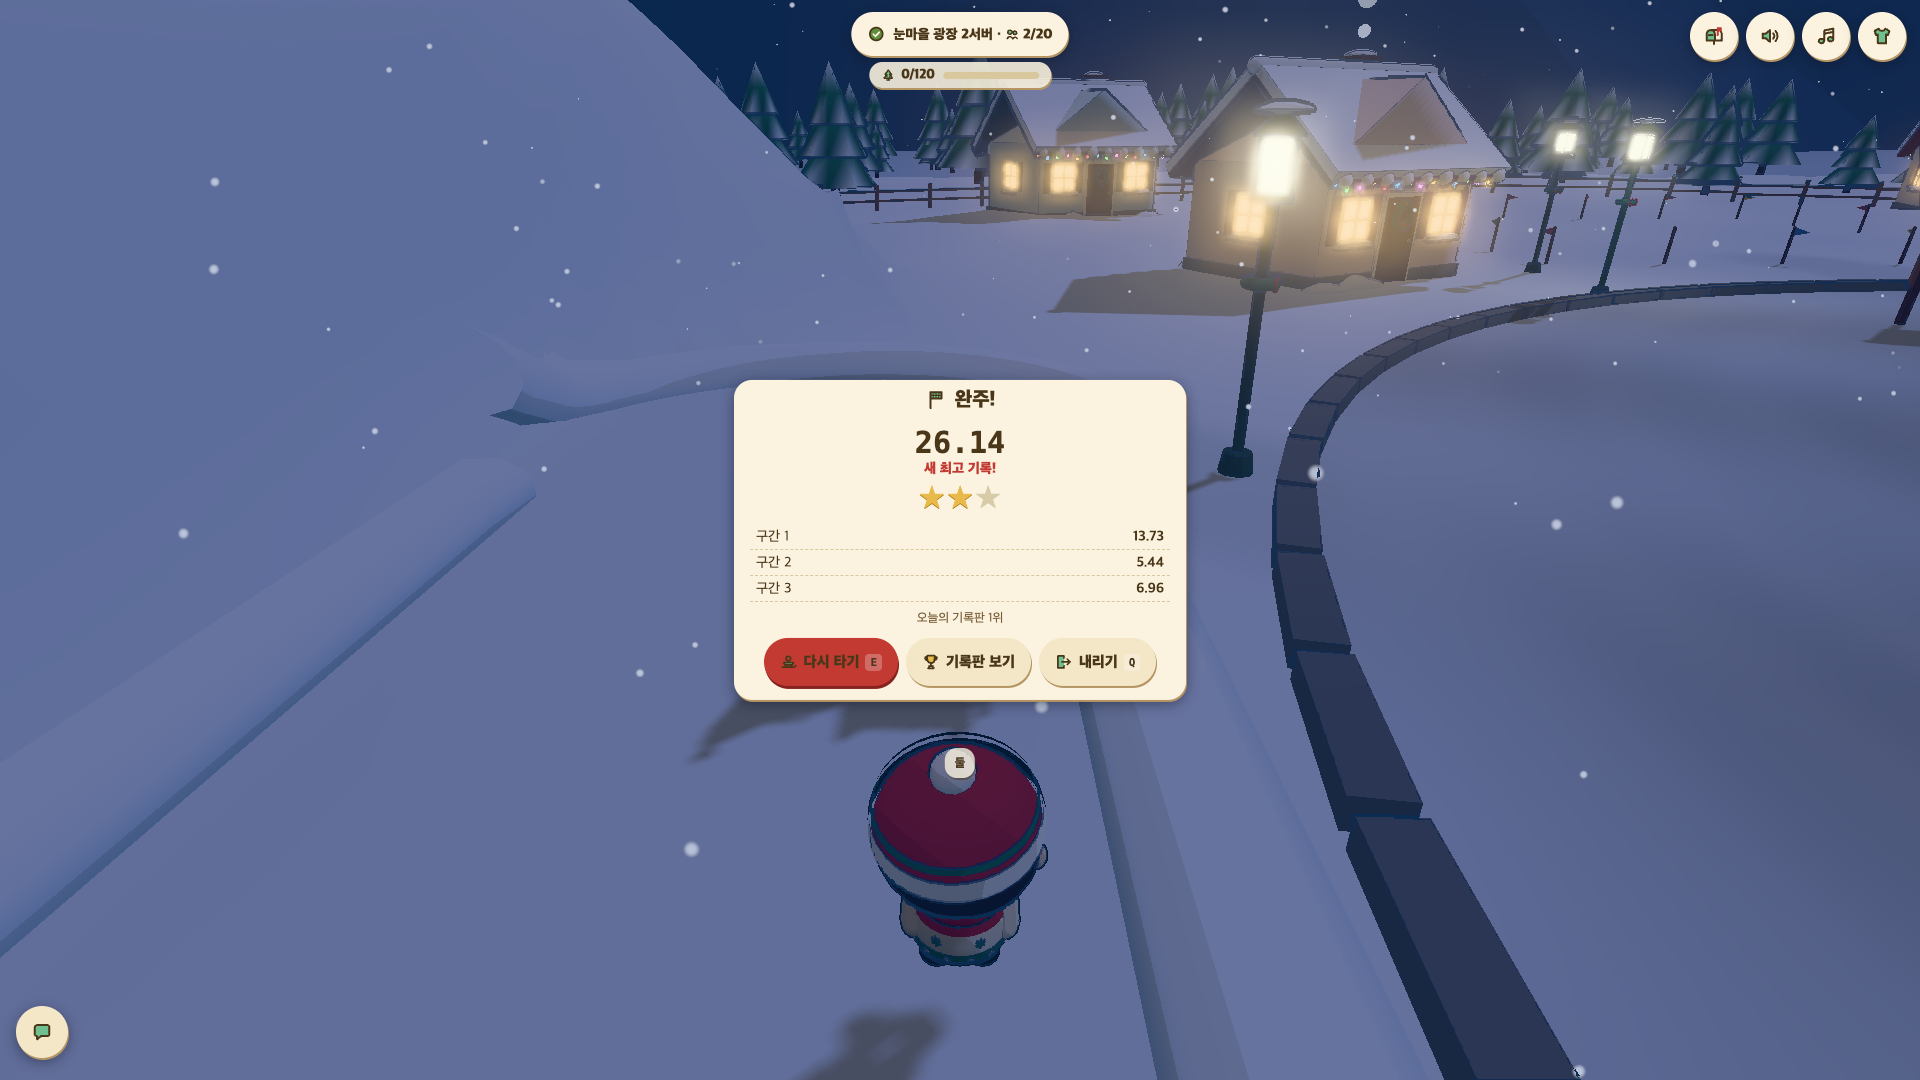 눈마을 광장 2서버 · 2/20
0/120
완주!
26.14
새 최고 기록!
구간 1 13.73
구간 2 5.44
구간 3 6.96
오늘의 기록판 1위
다시 타기 E
기록판 보기
내리기 Q
둘